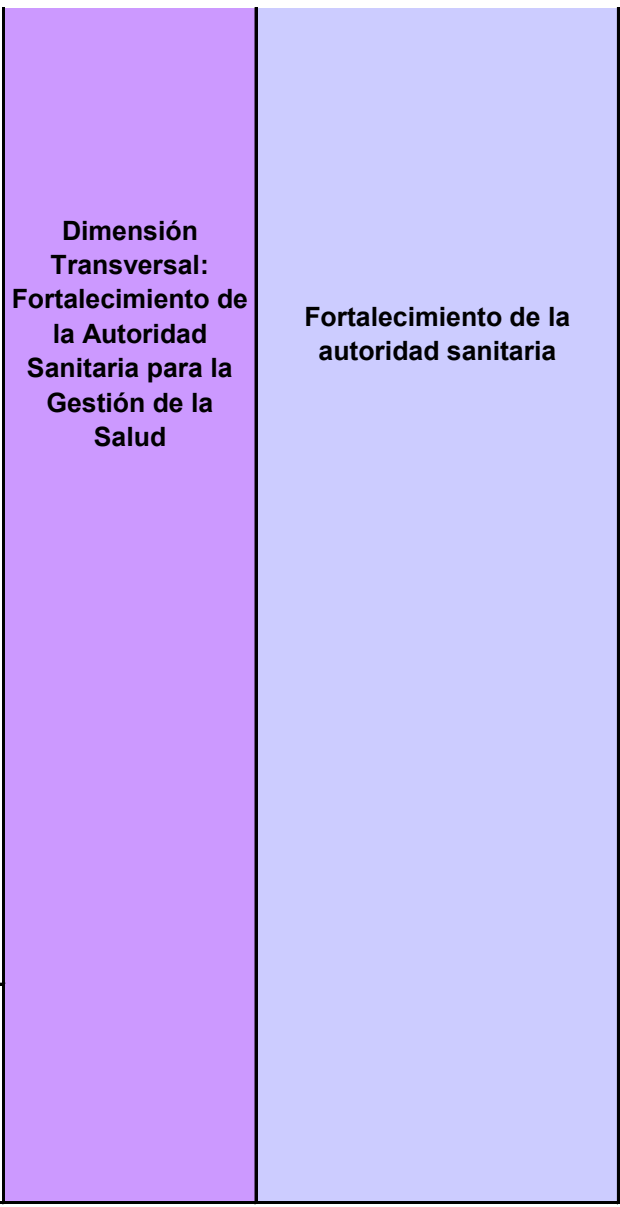 Dimensión
Transversal:
Fortalecimiento de
la Autoridad
Sanitaria para la
Gestión de la
Salud
Fortalecimiento de la
autoridad sanitaria